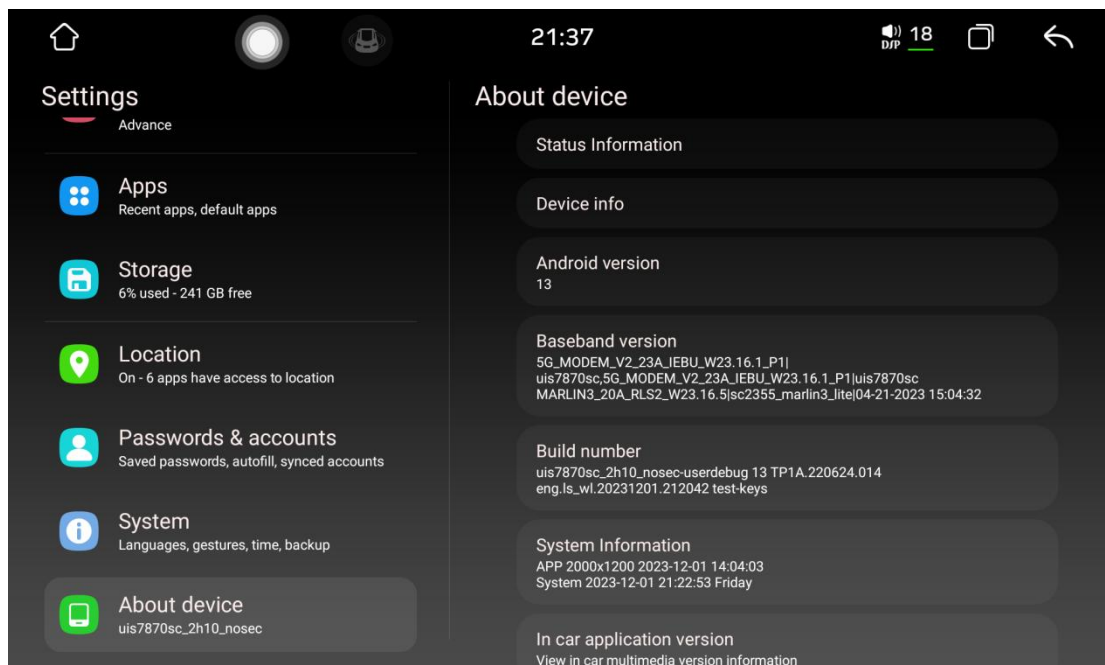 21:37
DSP 18
Settings
Advance
Apps
Recent apps, default apps
Storage
6% used - 241 GB free
Location
On - 6 apps have access to location
Passwords & accounts
Saved passwords, autofill, synced accounts
System
Languages, gestures, time, backup
About device
uis7870sc_2h10_nosec
About device
Status Information
Device info
Android version
13
Baseband version
5G_MODEM_V2_23A_IEBU_W23.16.1_P1|
uis7870sc,5G_MODEM_V2_23A_IEBU_W23.16.1_P1|uis7870sc
MARLIN3_20A_RLS2_W23.16.5|sc2355_marlin3_lite|04-21-2023 15:04:32
Build number
uis7870sc_2h10_nosec-userdebug 13 TP1A.220624.014
eng.ls_wl.20231201.212042 test-keys
System Information
APP 2000x1200 2023-12-01 14:04:03
System 2023-12-01 21:22:53 Friday
In car application version
View in car multimedia version information